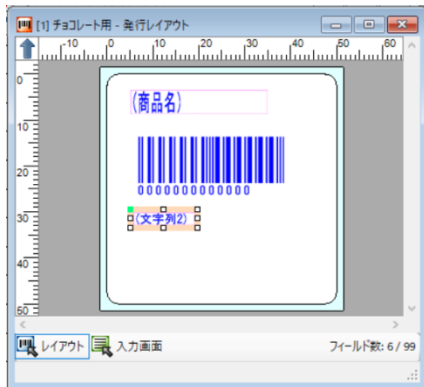 [1] チョコレート用 - 発行レイアウト
-10 0 10 20 30 40 50 60
0
10
20
30
40
50
(商品名)
0000000000000
(文字列2)
レイアウト 入力画面 フィールド数: 6 / 99